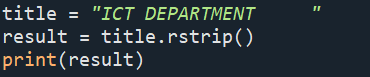 title = "ICT DEPARTMENT     "
result = title.rstrip()
print(result)